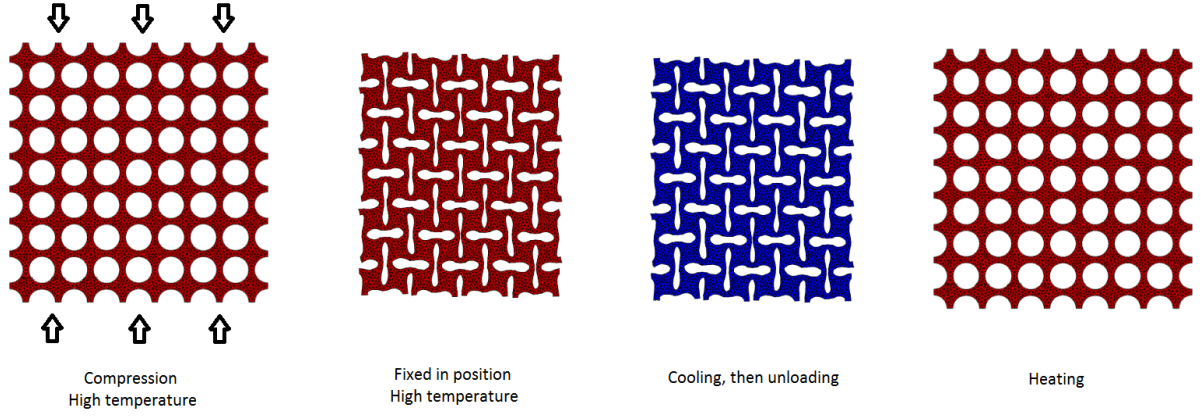 Compression
High temperature
Fixed in position
High temperature
Cooling, then unloading
Heating